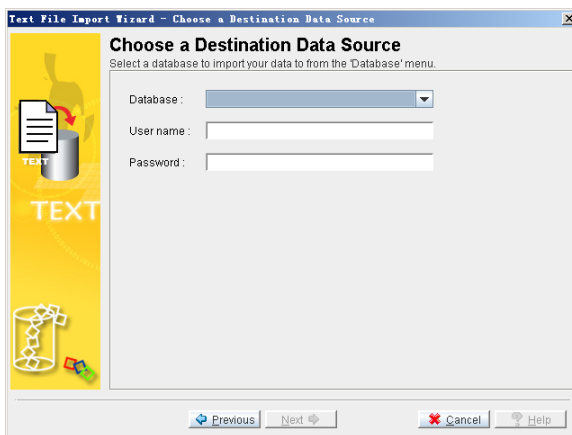 Text File Import Wizard - Choose a Destination Data Source
Choose a Destination Data Source
Select a database to import your data to from the 'Database' menu.
Database :
User name :
Password :
TEXT
TEXT
Previous
Next
Cancel
Help